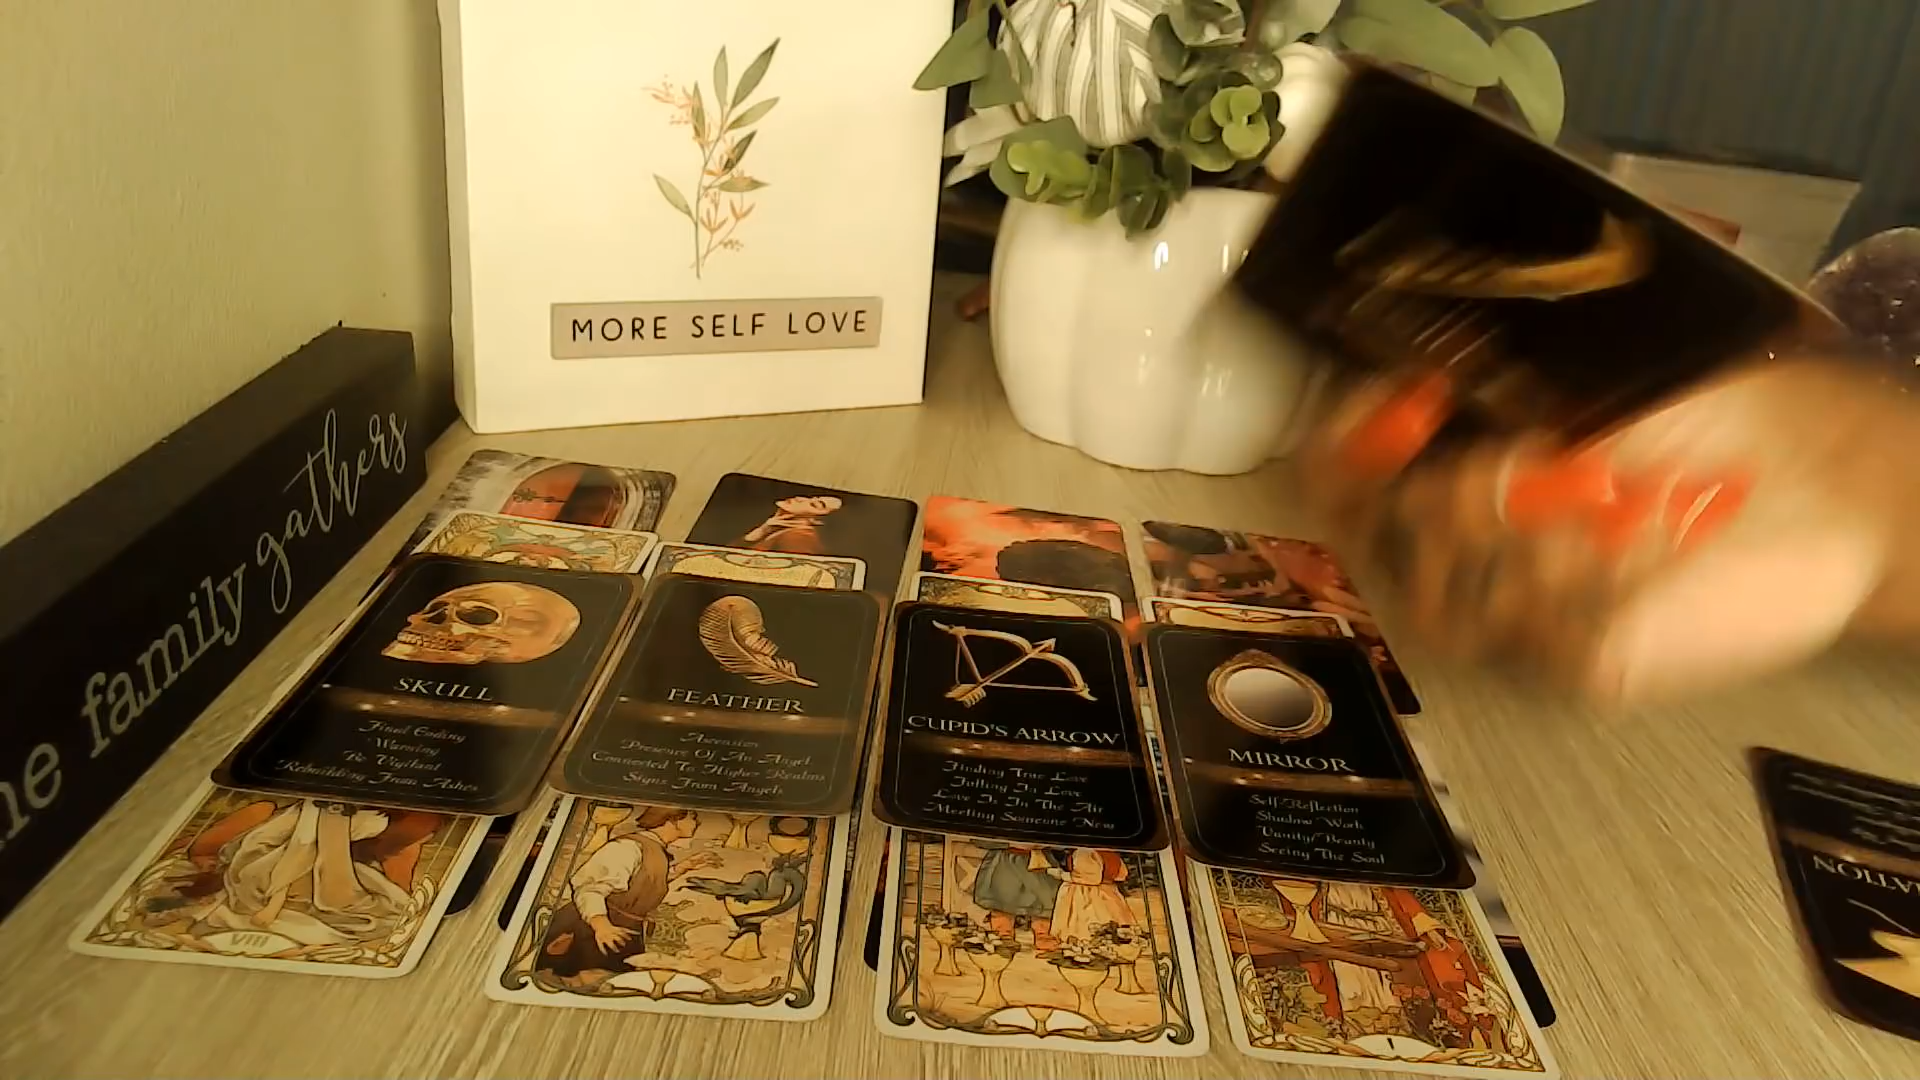 MORE SELF LOVE
he family gathers
SKULL
Final Ending
Warning
Be Vigilant
Rebuilding From Ashes
FEATHER
Ascension
Presence Of An Angel
Connected To Higher Realms
Signs From Angels
CUPID'S ARROW
Finding True Love
Falling In Love
Love Is In The Air
Meeting Someone New
MIRROR
Self-Reflection
Shadow Work
Vanity/Beauty
Seeing The Soul
VIII
I
NATION